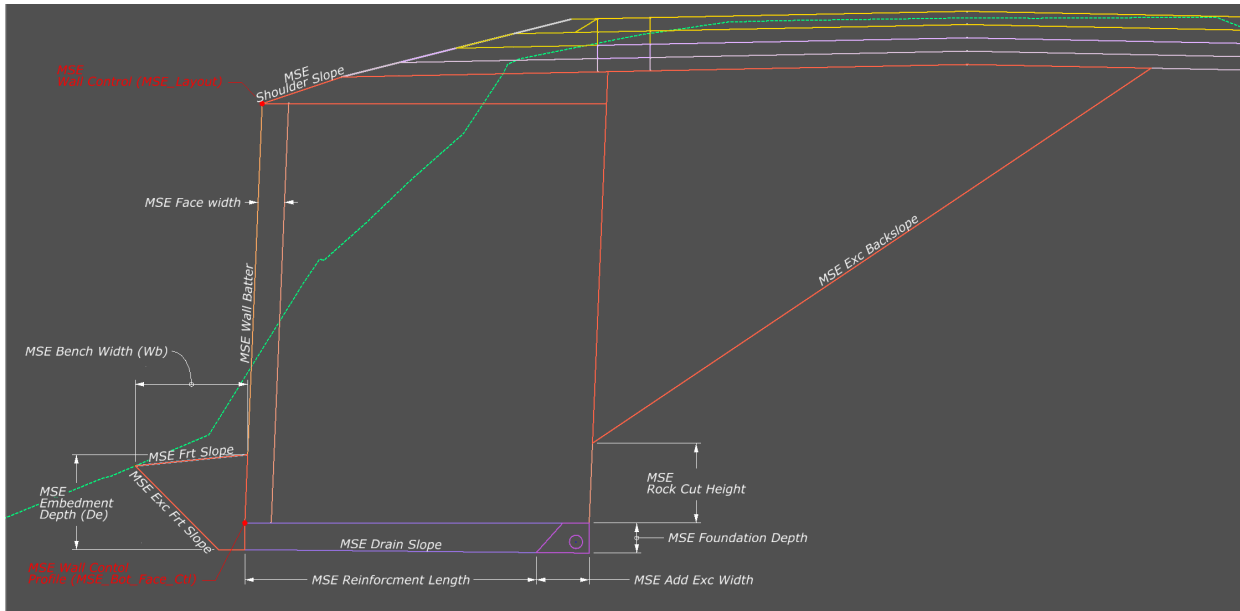 MSE
Wall Control (MSE_Layout)
MSE
Shoulder Slope
MSE Face width
MSE Wall Batter
MSE Exc Backslope
MSE Bench Width (Wb)
MSE Frt Slope
MSE
Embedment
Depth (De)
MSE Exc Frt Slope
MSE
Rock Cut Height
MSE Drain Slope
MSE Foundation Depth
MSE Wall Conter
Profile (MSE_Bot_Face_Cd)
MSE Reinforcment Length
MSE Add Exc Width